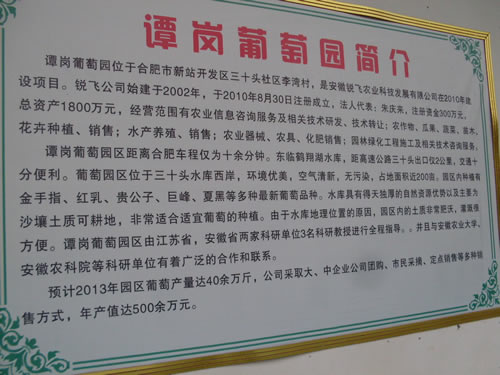 谭岗葡萄园简介
谭岗葡萄园位于合肥市新站开发区三十头社区李湾村，是安徽锐飞农业科技发展有限公司在2010年建
设项目。锐飞公司始建于2002年，于2010年8月30日注册成立，法人代表：朱庆来，注册资金300万元，
总资产1800万元，经营范围有农业信息咨询服务及相关技术研发、技术转让；农作物、瓜果、蔬菜、苗木、
花卉种植、销售；水产养殖、销售；农业器械、农具、化肥销售；园林绿化工程施工及相关技术咨询服务。
谭岗葡萄园区距离合肥车程仅为十余分钟。东临鹤翔湖水库，距高速公路三十头出口仅2公里，交通十
分便利。葡萄园区位于三十头水库西岸，环境优美，空气清新，无污染，占地面积近200亩。园区内种植有
金手指、红乳、贵公子、巨峰、夏黑等多种最新葡萄品种。水库具有得天独厚的自然资源优势以及主要为
沙壤土质可耕地，非常适合适宜葡萄的种植。由于水库地理位置的原因，园区内的土质非常肥沃，灌溉很
方便。谭岗葡萄园区由江苏省，安徽省两家科研单位3名科研教授进行全程指导。。并且与安徽农业大学、
安徽农科院等科研单位有着广泛的合作和联系。
预计2013年园区葡萄产量达40余万斤，公司采取大、中企业公司团购、市民采摘、定点销售等多种销
售方式，年产值达500余万元。